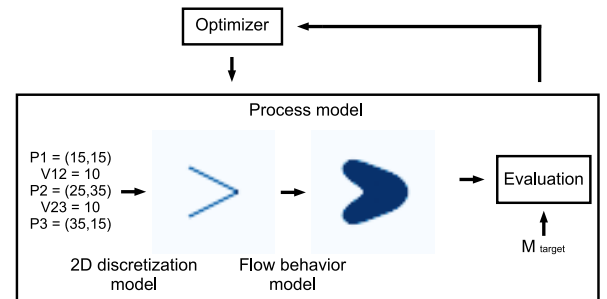 Optimizer
Process model
P1 = (15,15)
V12 = 10
P2 = (25,35)
V23 = 10
P3 = (35,15)
Evaluation
M target
2D discretization
model
Flow behavior
model